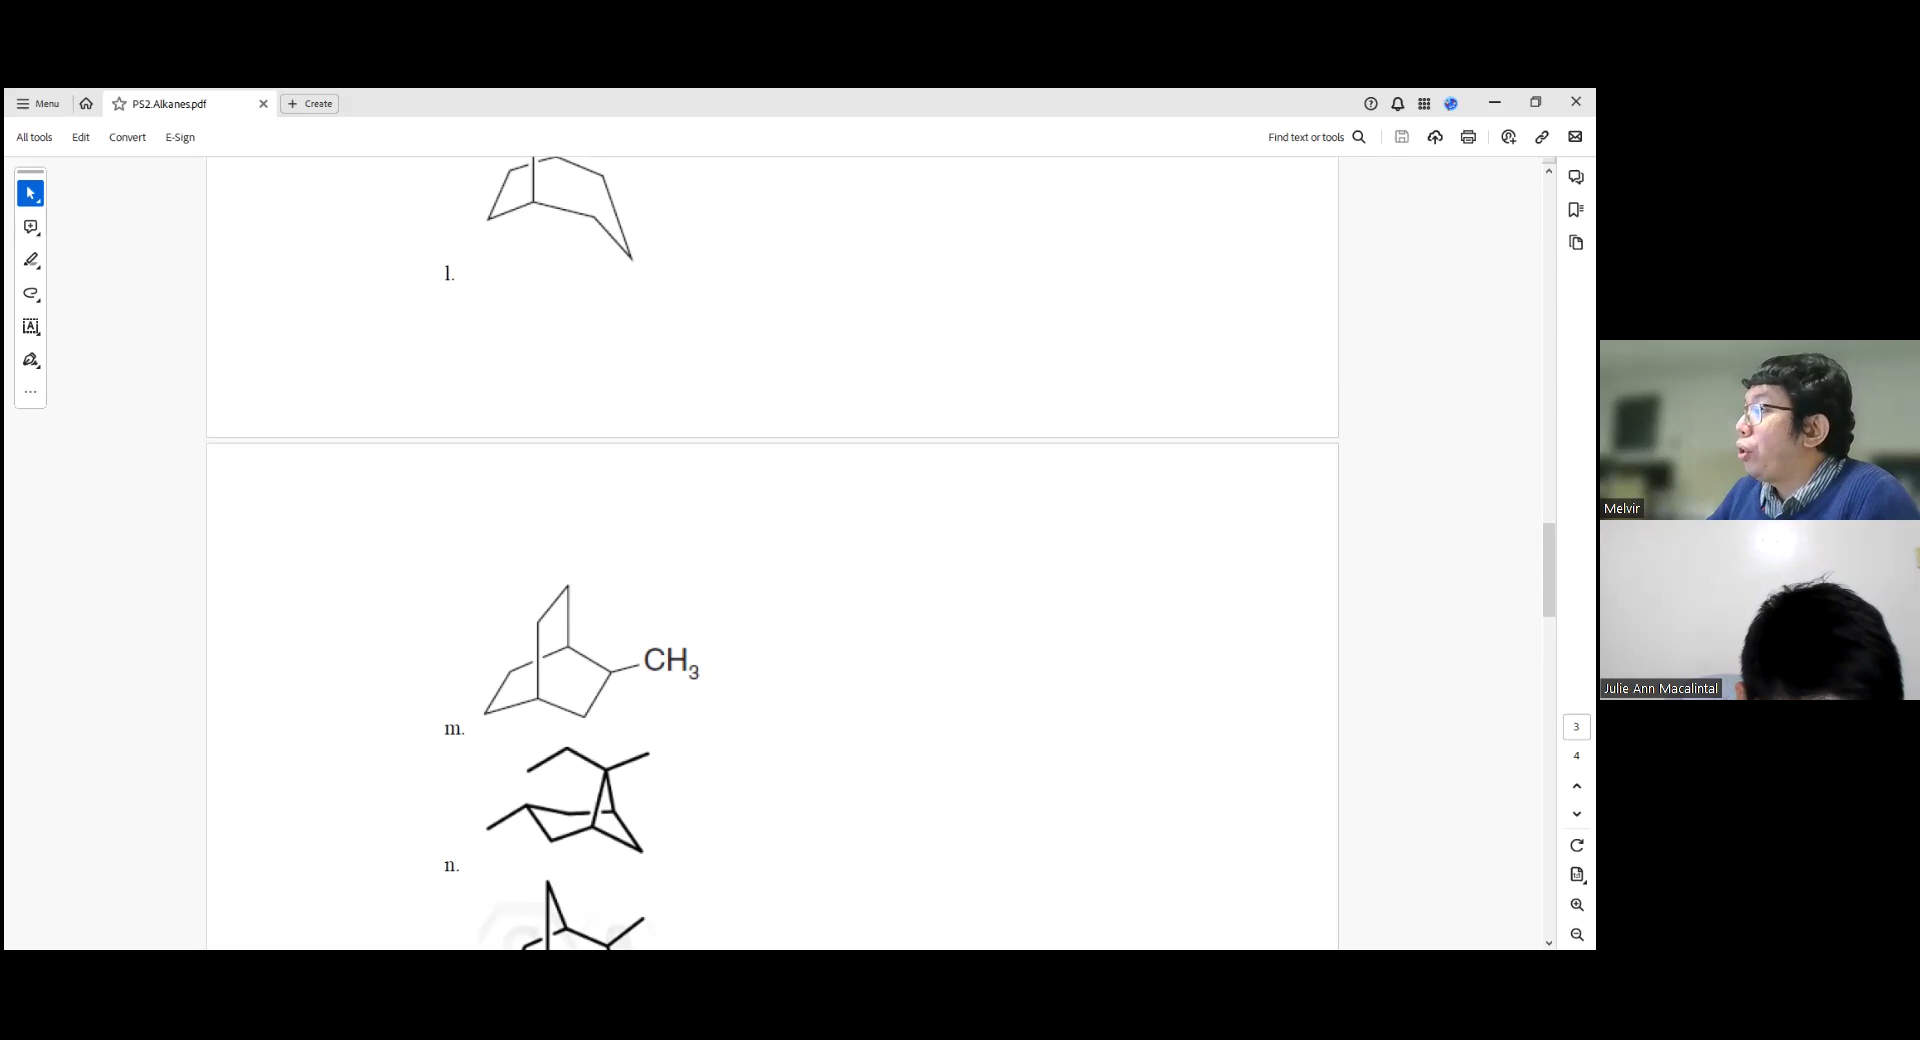 Menu
PS2.Alkanes.pdf
Create
All tools
Edit
Convert
E-Sign
Find text or tools
l.
CH3
m.
n.
3
4
Melvir
Julie Ann Macalintal